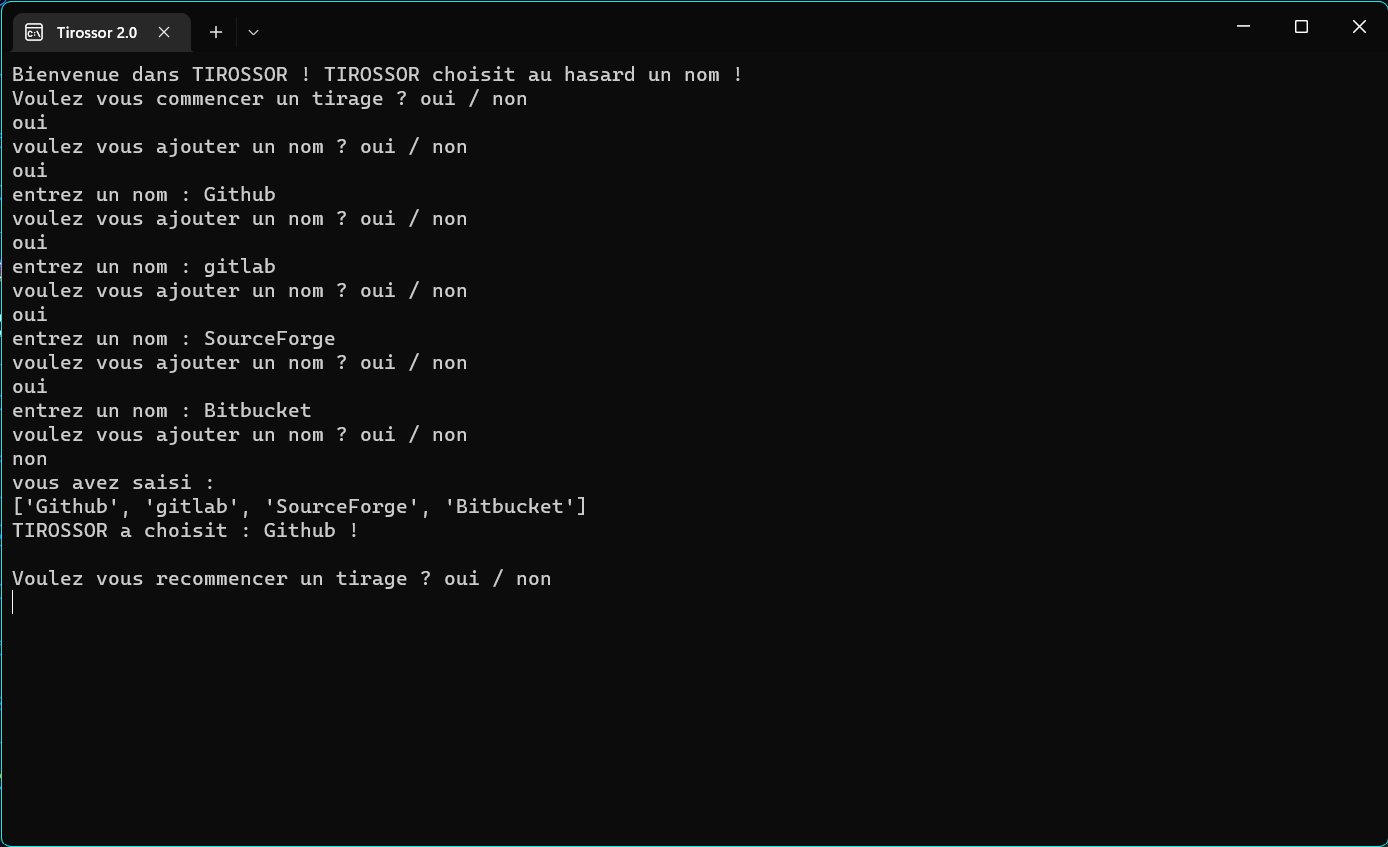 Tirossor 2.0
Bienvenue dans TIROSSOR ! TIROSSOR choisit au hasard un nom !
Voulez vous commencer un tirage ? oui / non
oui
voulez vous ajouter un nom ? oui / non
oui
entrez un nom : Github
voulez vous ajouter un nom ? oui / non
oui
entrez un nom : gitlab
voulez vous ajouter un nom ? oui / non
oui
entrez un nom : SourceForge
voulez vous ajouter un nom ? oui / non
oui
entrez un nom : Bitbucket
voulez vous ajouter un nom ? oui / non
non
vous avez saisi :
['Github', 'gitlab', 'SourceForge', 'Bitbucket']
TIROSSOR a choisit : Github !
Voulez vous recommencer un tirage ? oui / non